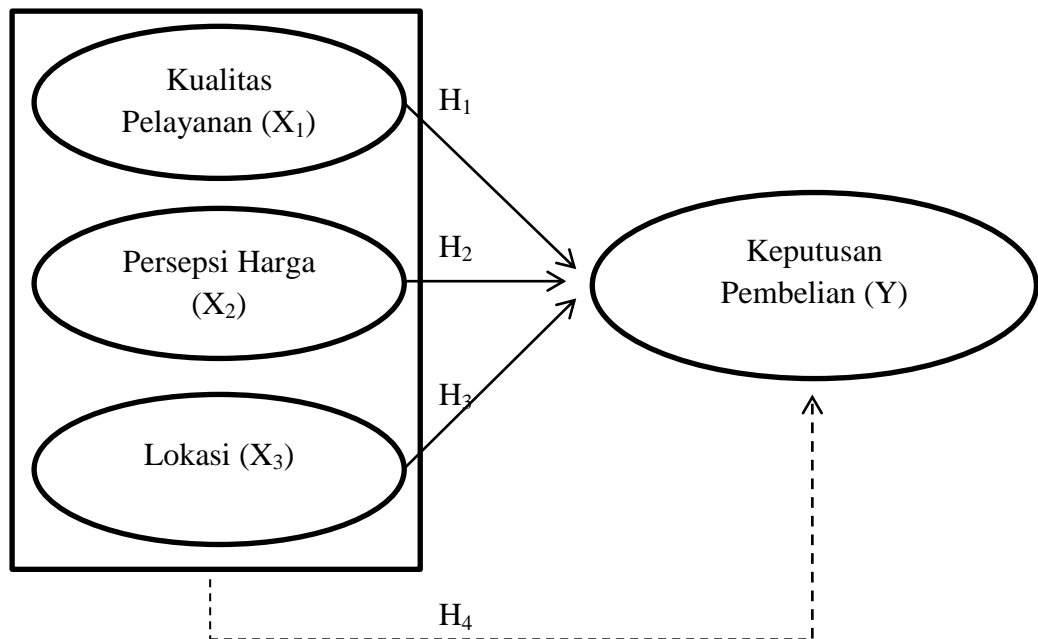 Kualitas
Pelayanan (X₁)
H₁
Persepsi Harga
(X₂)
H₂
Keputusan
Pembelian (Y)
H₃
Lokasi (X₃)
H₄